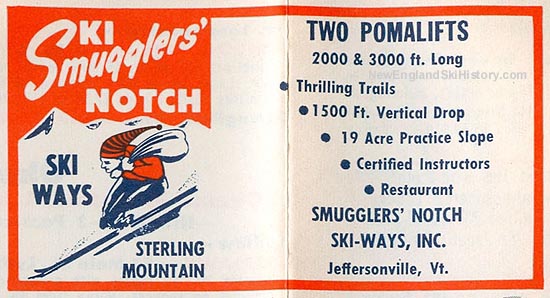 SKI
Smugglers'
NOTCH
SKI
WAYS
STERLING
MOUNTAIN
TWO POMALIFTS
2000 & 3000 ft. Long
NewEnglandSkiHistory.com
• Thrilling Trails
• 1500 Ft. Vertical Drop
• 19 Acre Practice Slope
• Certified Instructors
• Restaurant
SMUGGLERS' NOTCH
SKI-WAYS, INC.
Jeffersonville, Vt.